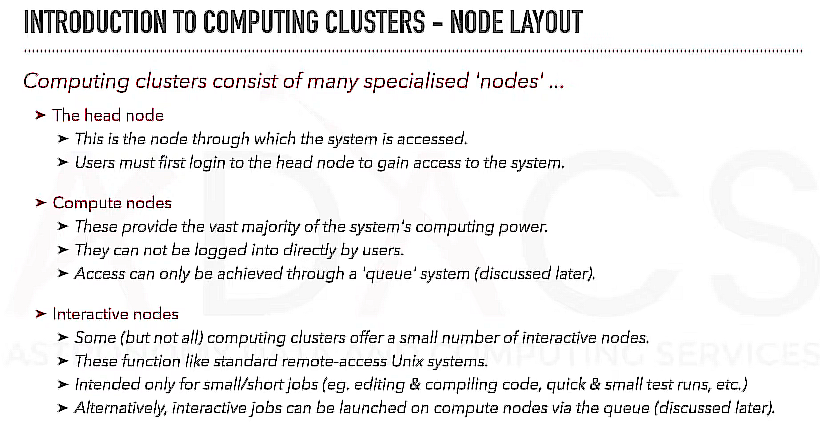 INTRODUCTION TO COMPUTING CLUSTERS – NODE LAYOUT
Computing clusters consist of many specialised 'nodes' ...
➤ The head node
➤ This is the node through which the system is accessed.
➤ Users must first login to the head node to gain access to the system.
➤ Compute nodes
➤ These provide the vast majority of the system's computing power.
➤ They can not be logged into directly by users.
➤ Access can only be achieved through a 'queue' system (discussed later).
➤ Interactive nodes
➤ Some (but not all) computing clusters offer a small number of interactive nodes.
➤ These function like standard remote-access Unix systems.
➤ Intended only for small/short jobs (eg. editing & compiling code, quick & small test runs, etc.)
➤ Alternatively, interactive jobs can be launched on compute nodes via the queue (discussed later).
ADACS
COMPUTING SERVICES